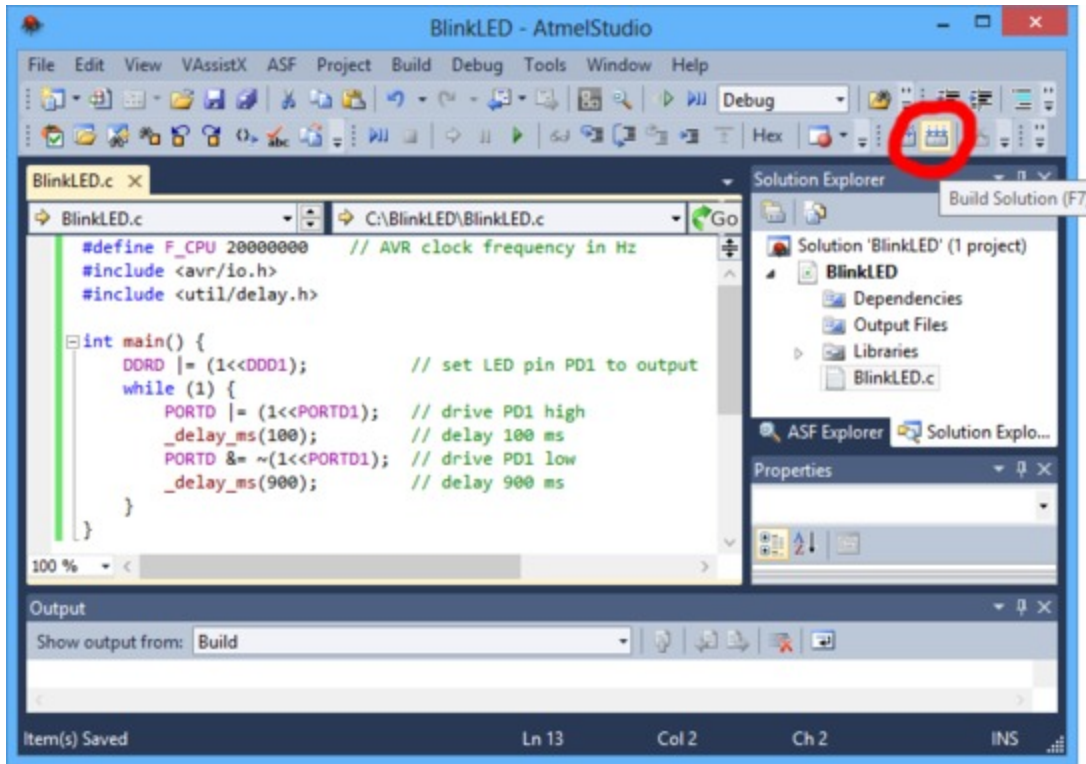 BlinkLED - AtmelStudio
File Edit View VAssistX ASF Project Build Debug Tools Window Help
Debug
Hex
BlinkLED.c
Solution Explorer
Build Solution (F7
BlinkLED.c C:\BlinkLED\BlinkLED.c Go
#define F_CPU 20000000 // AVR clock frequency in Hz
#include <avr/io.h>
#include <util/delay.h>
int main() {
DDRD |= (1<<DDD1); // set LED pin PD1 to output
while (1) {
PORTD |= (1<<PORTD1); // drive PD1 high
_delay_ms(100); // delay 100 ms
PORTD &= ~(1<<PORTD1); // drive PD1 low
_delay_ms(900); // delay 900 ms
}
}
100 %
Solution 'BlinkLED' (1 project)
BlinkLED
Dependencies
Output Files
Libraries
BlinkLED.c
ASF Explorer Solution Explo...
Properties
Output
Show output from: Build
Item(s) Saved Ln 13 Col 2 Ch 2 INS